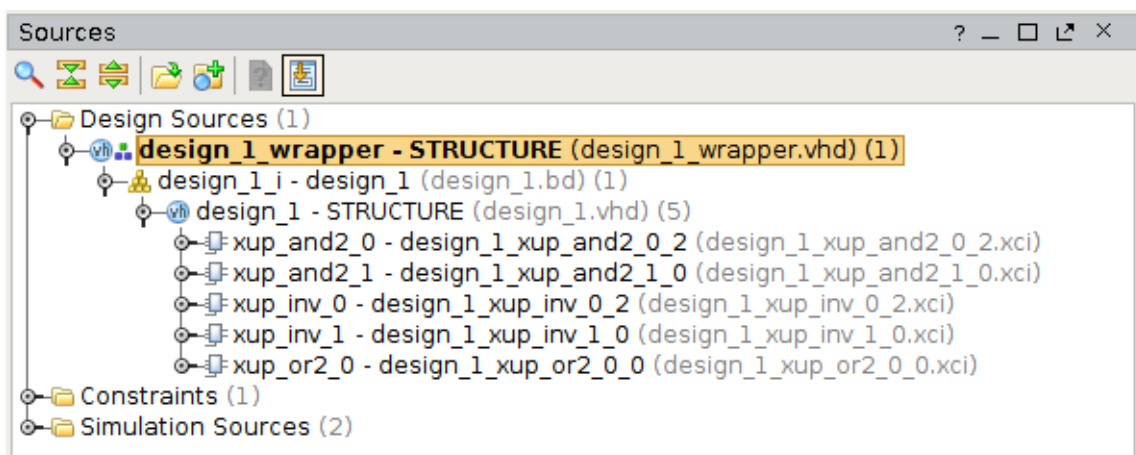 Sources
Design Sources (1)
design_1_wrapper - STRUCTURE (design_1_wrapper.vhd) (1)
design_1_i - design_1 (design_1.bd) (1)
design_1 - STRUCTURE (design_1.vhd) (5)
xup_and2_0 - design_1_xup_and2_0_2 (design_1_xup_and2_0_2.xci)
xup_and2_1 - design_1_xup_and2_1_0 (design_1_xup_and2_1_0.xci)
xup_inv_0 - design_1_xup_inv_0_2 (design_1_xup_inv_0_2.xci)
xup_inv_1 - design_1_xup_inv_1_0 (design_1_xup_inv_1_0.xci)
xup_or2_0 - design_1_xup_or2_0_0 (design_1_xup_or2_0_0.xci)
Constraints (1)
Simulation Sources (2)